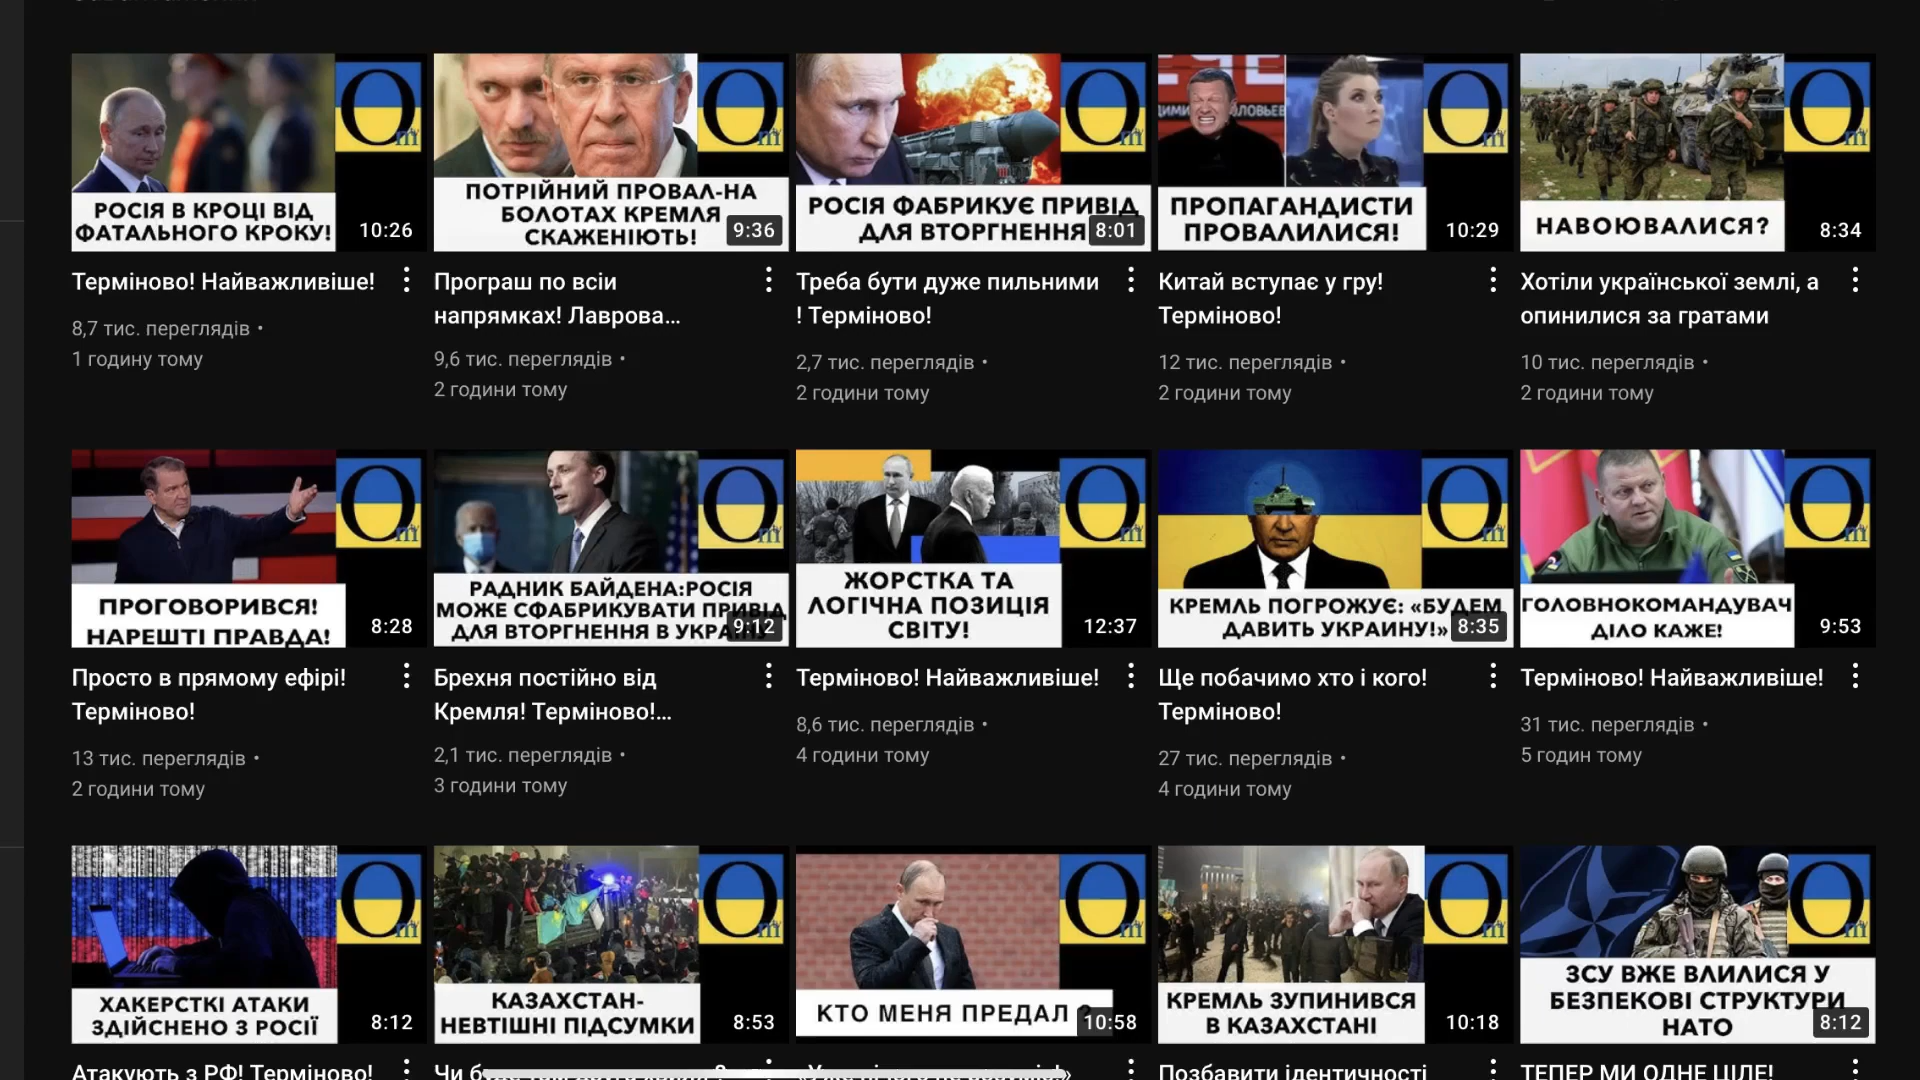 РОСІЯ В КРОЦІ ВІД
ФАТАЛЬНОГО КРОКУ!
10:26
Терміново! Найважливіше!
8,7 тис. переглядів •
1 годину тому
ПОТРІЙНИЙ ПРОВАЛ-НА
БОЛОТАХ КРЕМЛЯ
СКАЖЕНІЮТЬ!
9:36
Програш по всіи
напрямках! Лаврова...
9,6 тис. переглядів •
2 години тому
РОСІЯ ФАБРИКУЄ ПРИВІД
ДЛЯ ВТОРГНЕННЯ
8:01
Треба бути дуже пильними
! Терміново!
2,7 тис. переглядів •
2 години тому
ПРОПАГАНДИСТИ
ПРОВАЛИЛИСЯ!
10:29
Китай вступає у гру!
Терміново!
12 тис. переглядів •
2 години тому
НАВОЮВАЛИСЯ?
8:34
Хотіли української землі, а
опинилися за гратами
10 тис. переглядів •
2 години тому
ПРОГОВОРИВСЯ!
НАРЕШТІ ПРАВДА!
8:28
Просто в прямому ефірі!
Терміново!
13 тис. переглядів •
2 години тому
РАДНИК БАЙДЕНА:РОСІЯ
МОЖЕ СФАБРИКУВАТИ ПРИВІД
ДЛЯ ВТОРГНЕННЯ В
9:12
Брехня постійно від
Кремля! Терміново!...
2,1 тис. переглядів •
3 години тому
ЖОРСТКА ТА
ЛОГІЧНА ПОЗИЦІЯ
СВІТУ!
12:37
Терміново! Найважливіше!
8,6 тис. переглядів •
4 години тому
КРЕМЛЬ ПОГРОЖУЄ: «БУДЕМ
ДАВИТЬ УКРАИНУ!»
8:35
Ще побачимо хто і кого!
Терміново!
27 тис. переглядів •
4 години тому
ГОЛОВНОКОМАНДУВАЧ
ДІЛО КАЖЕ!
9:53
Терміново! Найважливіше!
31 тис. переглядів •
5 годин тому
ХАКЕРСТКІ АТАКИ
ЗДІЙСНЕНО З РОСІЇ
8:12
Атакують з РФ! Терміново!
КАЗАХСТАН-
НЕВТІШНІ ПІДСУМКИ
8:53
Чи
КТО МЕНЯ ПРЕДАЛ ?
10:58
КРЕМЛЬ ЗУПИНИВСЯ
В КАЗАХСТАНІ
10:18
Позбавити ідентичності
ЗСУ ВЖЕ ВЛИЛИСЯ У
БЕЗПЕКОВІ СТРУКТУРИ
НАТО
8:12
ТЕПЕР МИ ОДНЕ ЦІЛЕ!